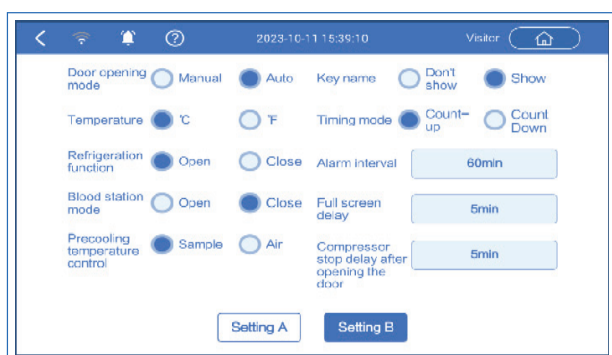 2023-10-11 15:39:10 Visitor
Door opening mode Manual Auto Key name Don't show Show
Temperature ℃ ℉ Timing mode Count-up Count Down
Refrigeration function Open Close Alarm interval 60min
Blood station mode Open Close Full screen delay 5min
Precooling temperature control Sample Air Compressor stop delay after opening the door 5min
Setting A Setting B